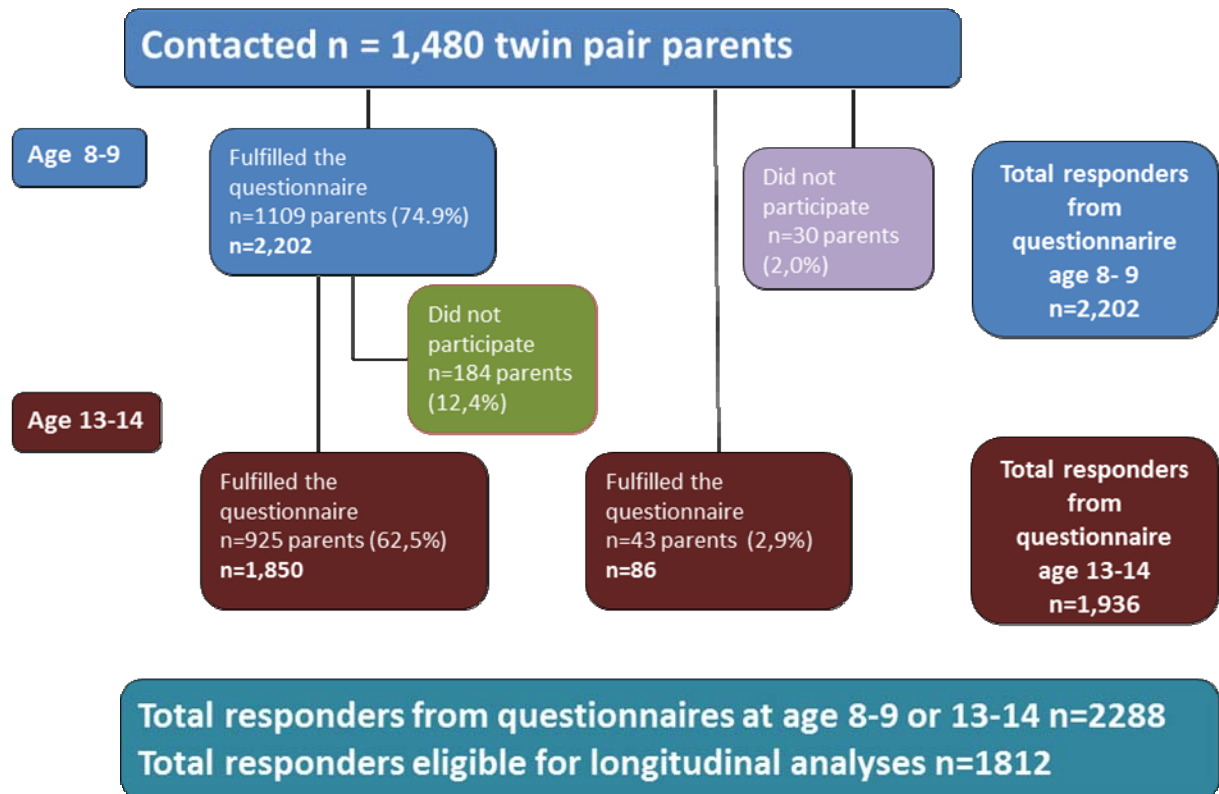 Contacted n = 1,480 twin pair parents
Age 8-9
Fulfilled the
questionnaire
n=1109 parents (74.9%)
n=2,202
Did not
participate
n=30 parents
(2,0%)
Total responders
from
questionnarire
age 8- 9
n=2,202
Did not
participate
n=184 parents
(12,4%)
Age 13-14
Fulfilled the
questionnaire
n=925 parents (62,5%)
n=1,850
Fulfilled the
questionnaire
n=43 parents (2,9%)
n=86
Total responders
from
questionnaire
age 13-14
n=1,936
Total responders from questionnaires at age 8-9 or 13-14 n=2288
Total responders eligible for longitudinal analyses n=1812